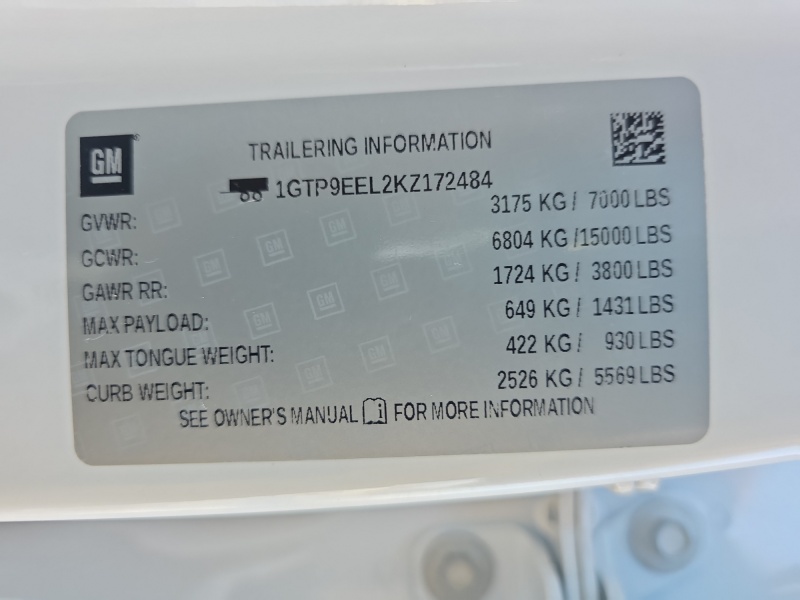 GM
TRAILERING INFORMATION
1GTP9EEL2KZ172484
GVWR: 3175 KG / 7000 LBS
GCWR: 6804 KG /15000 LBS
GAWR RR: 1724 KG / 3800 LBS
MAX PAYLOAD: 649 KG / 1431 LBS
MAX TONGUE WEIGHT: 422 KG / 930 LBS
CURB WEIGHT: 2526 KG / 5569 LBS
SEE OWNER'S MANUAL FOR MORE INFORMATION